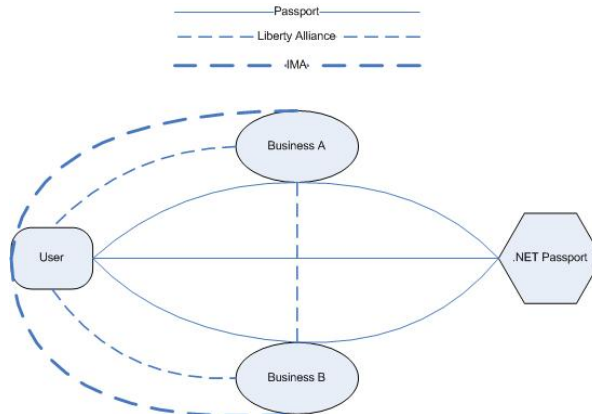 Passport
Liberty Alliance
IMA
Business A
User
.NET Passport
Business B